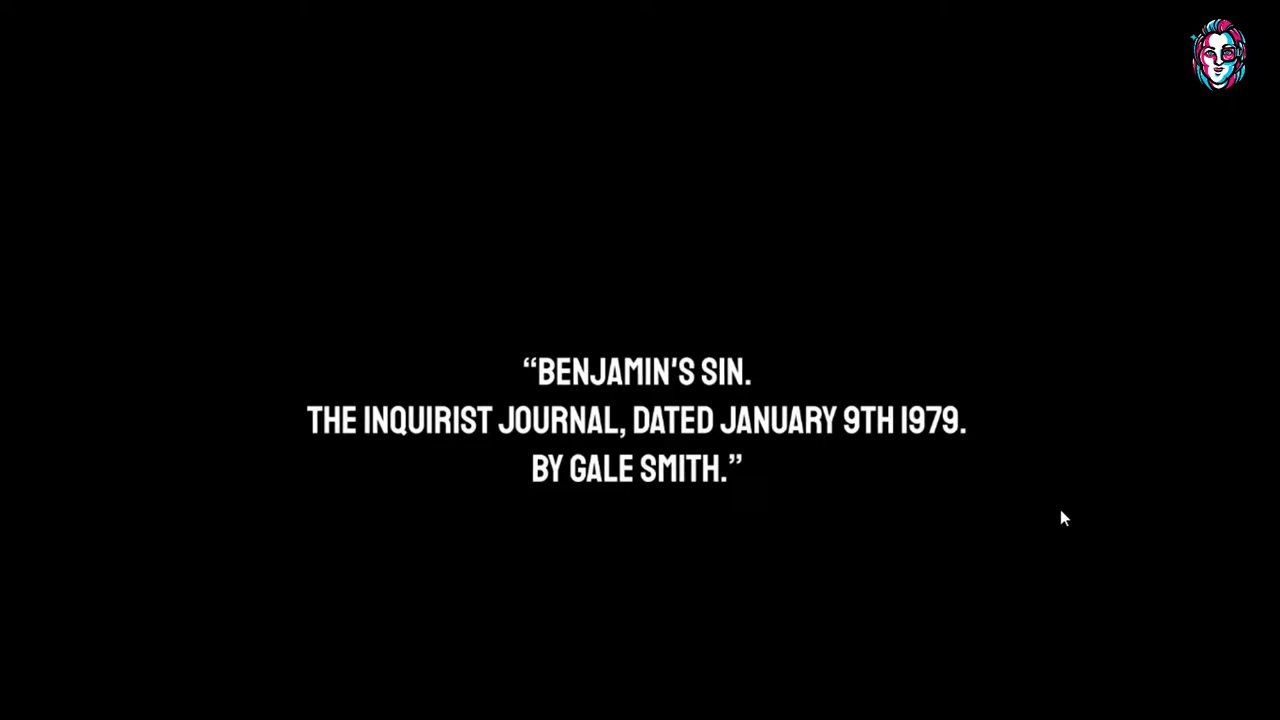 “BENJAMIN'S SIN.
THE INQUIRIST JOURNAL, DATED JANUARY 9TH 1979.
BY GALE SMITH.”